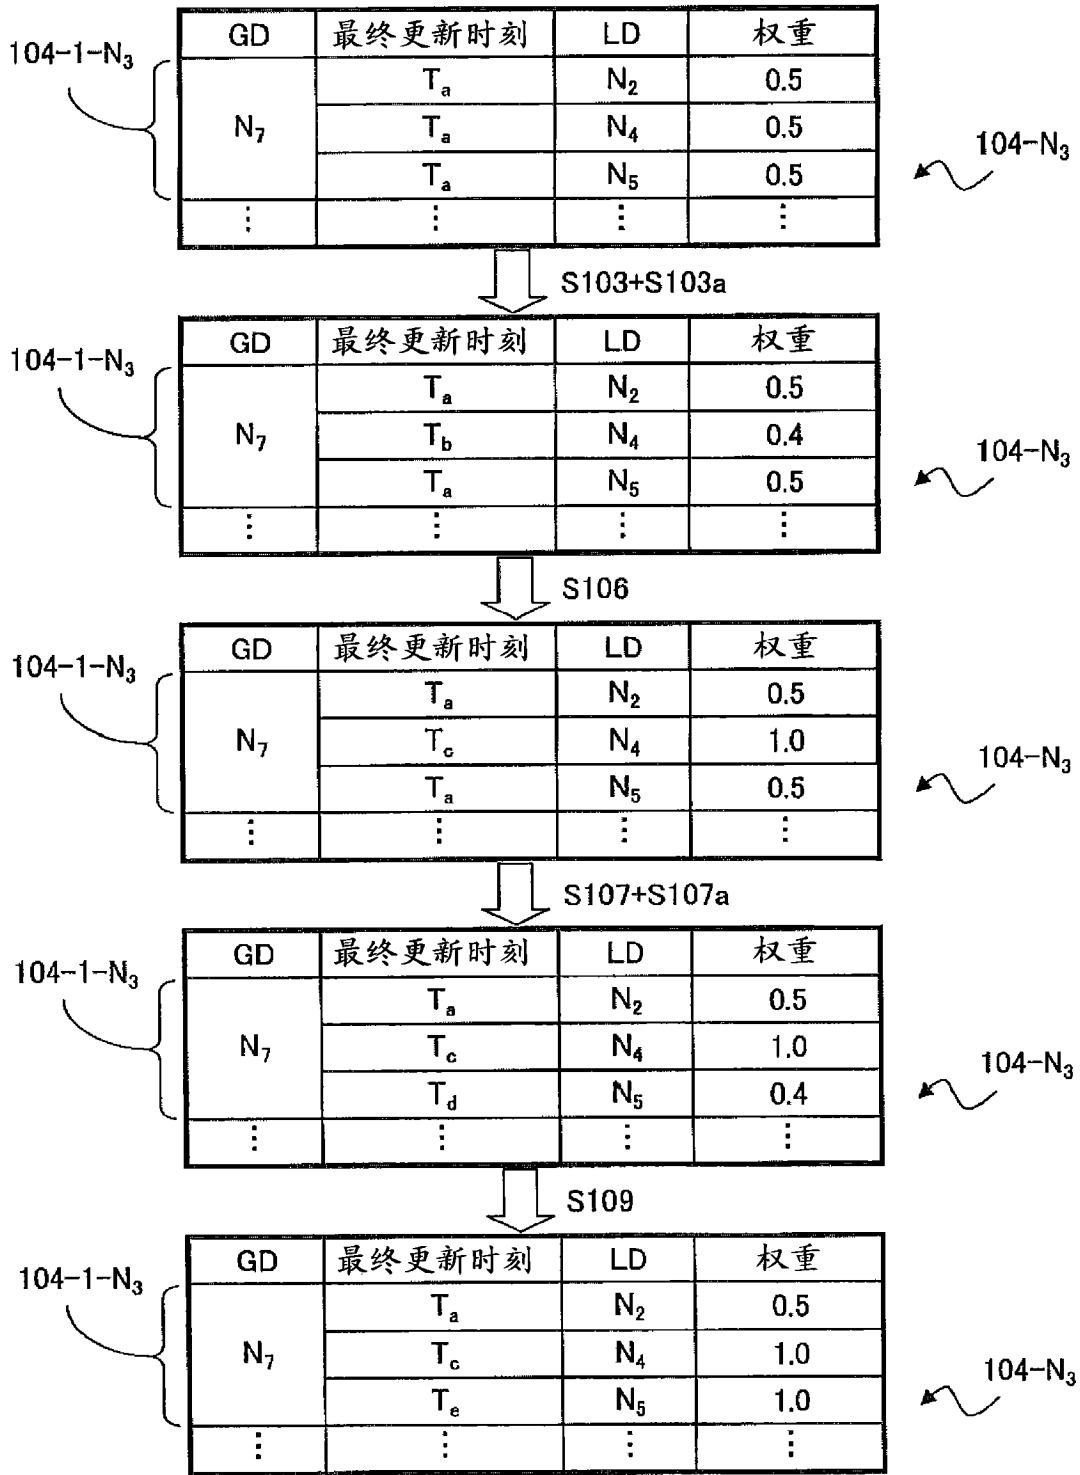 GD 最终更新时刻 LD 权重
104-1-N₃
Tₐ N₂ 0.5
N₇ Tₐ N₄ 0.5
104-N₃
Tₐ N₅ 0.5
⋮ ⋮ ⋮ ⋮
S103+S103a
GD 最终更新时刻 LD 权重
104-1-N₃
Tₐ N₂ 0.5
N₇ T_b N₄ 0.4
104-N₃
Tₐ N₅ 0.5
⋮ ⋮ ⋮ ⋮
S106
GD 最终更新时刻 LD 权重
104-1-N₃
Tₐ N₂ 0.5
N₇ T_c N₄ 1.0
104-N₃
Tₐ N₅ 0.5
⋮ ⋮ ⋮ ⋮
S107+S107a
GD 最终更新时刻 LD 权重
104-1-N₃
Tₐ N₂ 0.5
N₇ T_c N₄ 1.0
104-N₃
T_d N₅ 0.4
⋮ ⋮ ⋮ ⋮
S109
GD 最终更新时刻 LD 权重
104-1-N₃
Tₐ N₂ 0.5
N₇ T_c N₄ 1.0
104-N₃
Tₑ N₅ 1.0
⋮ ⋮ ⋮ ⋮